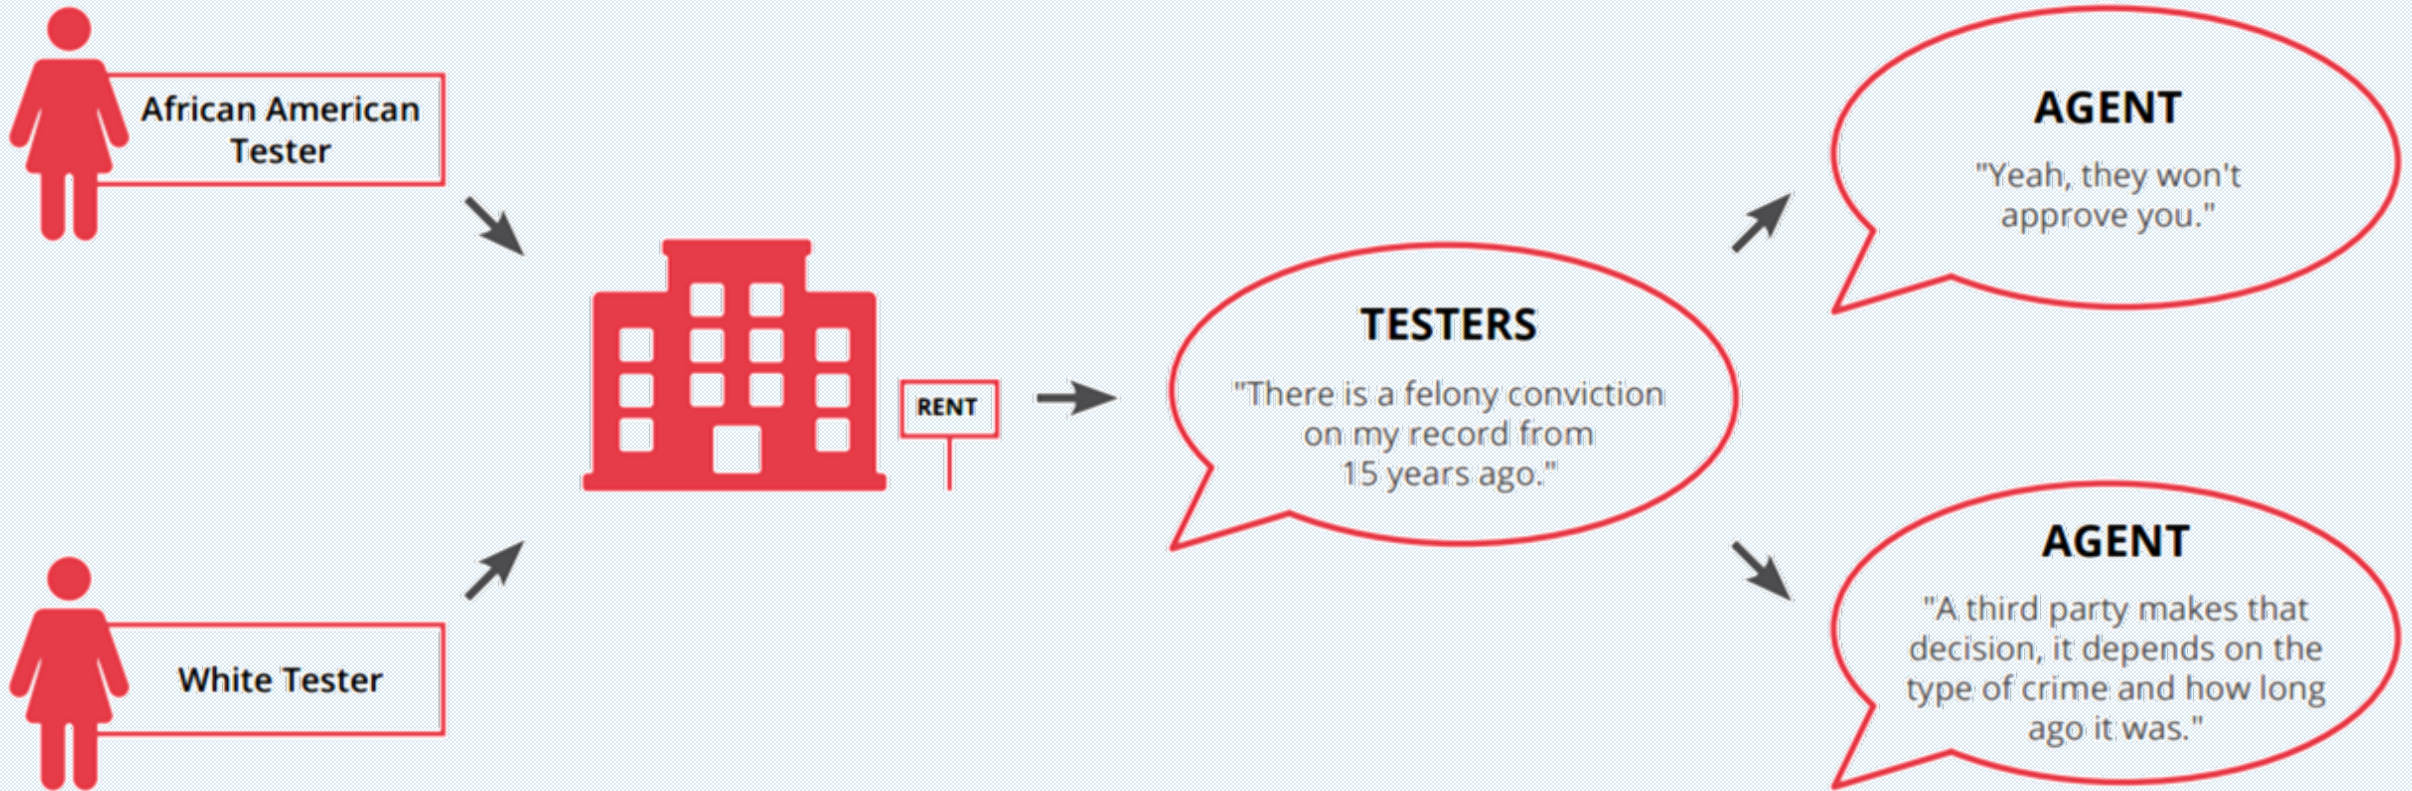 African American
Tester
White Tester
RENT
TESTERS
"There is a felony conviction
on my record from
15 years ago."
AGENT
"Yeah, they won't
approve you."
AGENT
"A third party makes that
decision, it depends on the
type of crime and how long
ago it was."